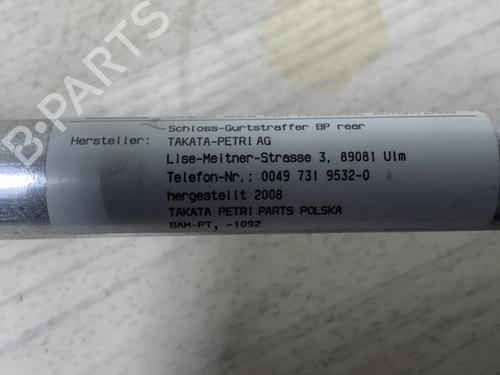 B-PARTS
Schloss-Gurtstraffer BP rear
Hersteller: TAKATA-PETRI AG
Lise-Meitner-Strasse 3, 89081 Ulm
Telefon-Nr.: 0049 731 9532-0
hergestellt 2008
TAKATA PETRI PARTS POLSKA
BAM-PT, -1092